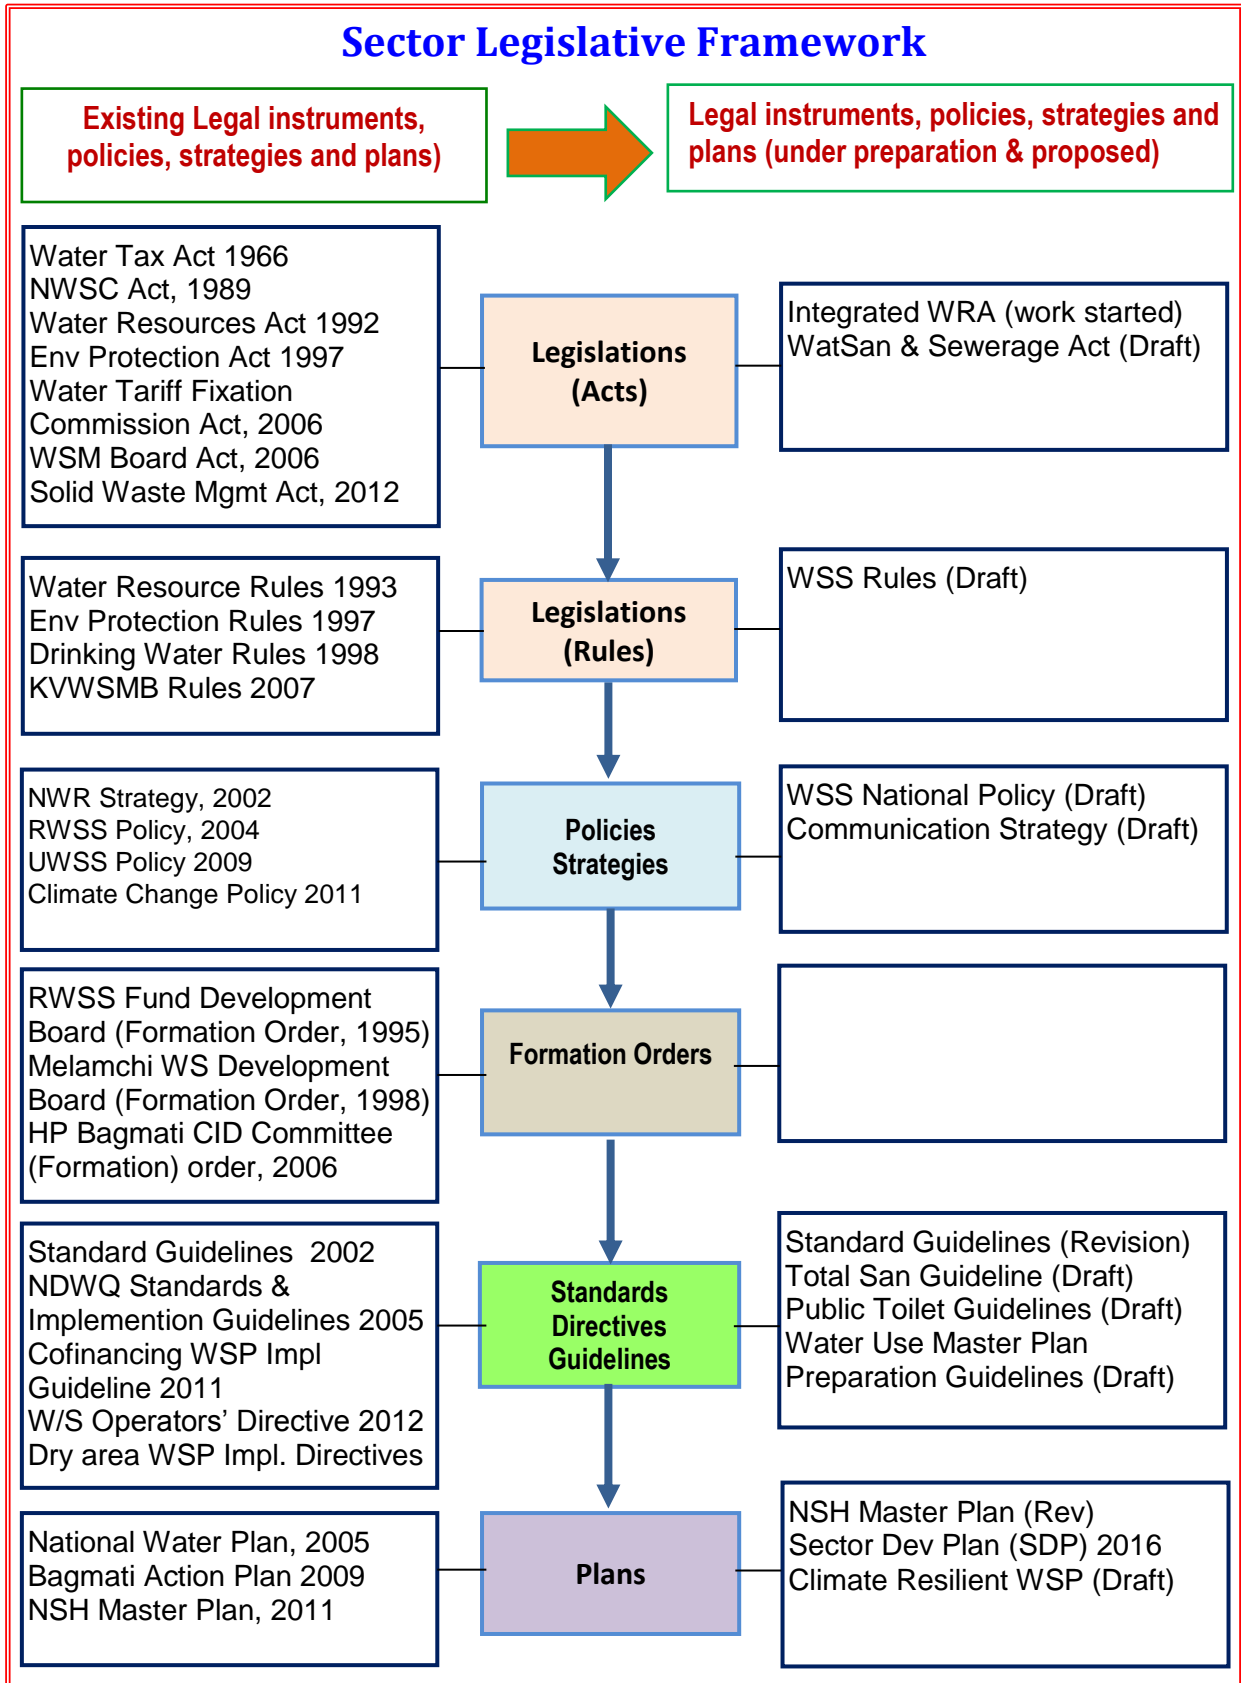 Sector Legislative Framework
Existing Legal instruments,
policies, strategies and plans)
Legal instruments, policies, strategies and
plans (under preparation & proposed)
Water Tax Act 1966
NWSC Act, 1989
Water Resources Act 1992
Env Protection Act 1997
Water Tariff Fixation
Commission Act, 2006
WSM Board Act, 2006
Solid Waste Mgmt Act, 2012
Legislations
(Acts)
Integrated WRA (work started)
WatSan & Sewerage Act (Draft)
Water Resource Rules 1993
Env Protection Rules 1997
Drinking Water Rules 1998
KVWSMB Rules 2007
Legislations
(Rules)
WSS Rules (Draft)
NWR Strategy, 2002
RWSS Policy, 2004
UWSS Policy 2009
Climate Change Policy 2011
Policies
Strategies
WSS National Policy (Draft)
Communication Strategy (Draft)
RWSS Fund Development
Board (Formation Order, 1995)
Melamchi WS Development
Board (Formation Order, 1998)
HP Bagmati CID Committee
(Formation) order, 2006
Formation Orders
Standard Guidelines  2002
NDWQ Standards &
Implemention Guidelines 2005
Cofinancing WSP Impl
Guideline 2011
W/S Operators’ Directive 2012
Dry area WSP Impl. Directives
Standards
Directives
Guidelines
Standard Guidelines (Revision)
Total San Guideline (Draft)
Public Toilet Guidelines (Draft)
Water Use Master Plan
Preparation Guidelines (Draft)
National Water Plan, 2005
Bagmati Action Plan 2009
NSH Master Plan, 2011
Plans
NSH Master Plan (Rev)
Sector Dev Plan (SDP) 2016
Climate Resilient WSP (Draft)